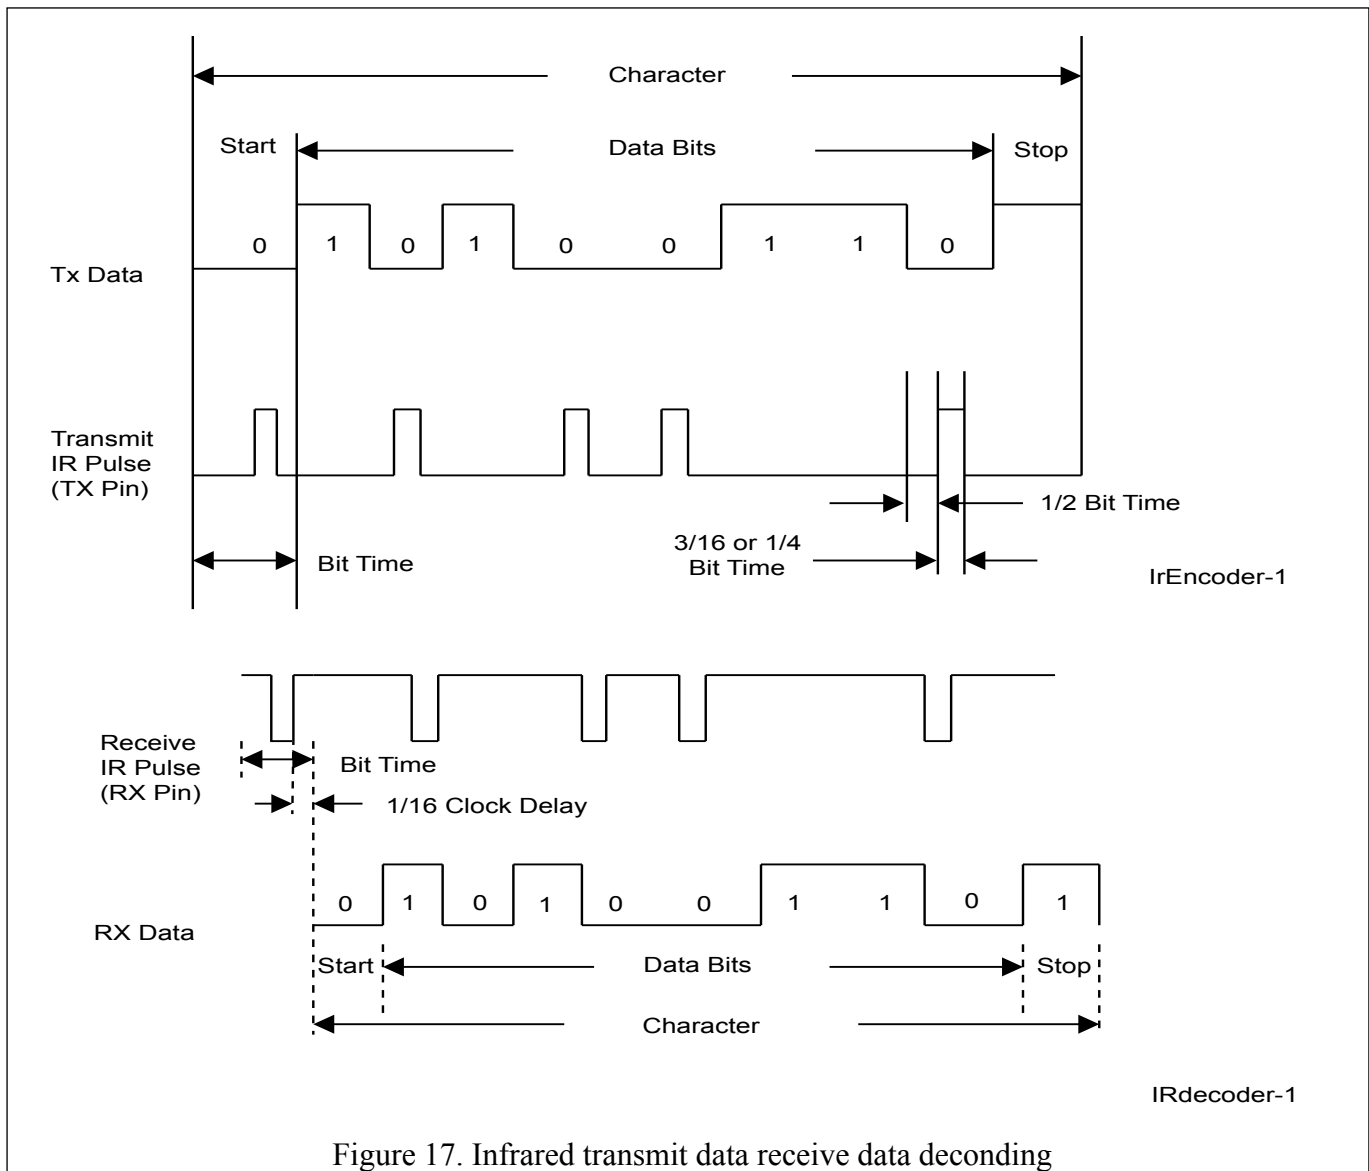 Character
Start
Data Bits
Stop
0 1 0 1 0 0 1 1 0
Tx Data
Transmit
IR Pulse
(TX Pin)
1/2 Bit Time
3/16 or 1/4
Bit Time
Bit Time
IrEncoder-1
Receive
IR Pulse
(RX Pin)
Bit Time
1/16 Clock Delay
0 1 0 1 0 0 1 1 0 1
RX Data
Start
Data Bits
Stop
Character
IRdecoder-1
Figure 17. Infrared transmit data receive data deconding